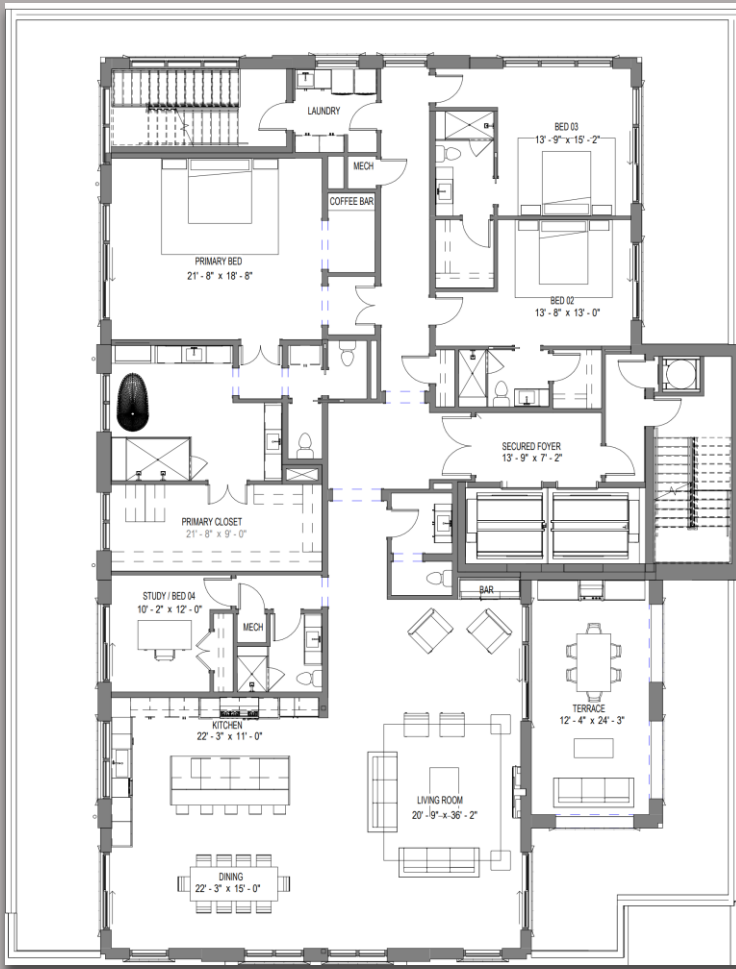 LAUNDRY
BED 03
13' - 9" x 15' - 2"
MECH
COFFEE BAR
PRIMARY BED
21' - 8" x 18' - 8"
BED 02
13' - 8" x 13' - 0"
SECURED FOYER
13' - 9" x 7' - 2"
PRIMARY CLOSET
21' - 8" x 9' - 0"
STUDY / BED 04
10' - 2" x 12' - 0"
MECH
BAR
TERRACE
12' - 4" x 24' - 3"
KITCHEN
22' - 3" x 11' - 0"
LIVING ROOM
20' - 9" x 36' - 2"
DINING
22' - 3" x 15' - 0"